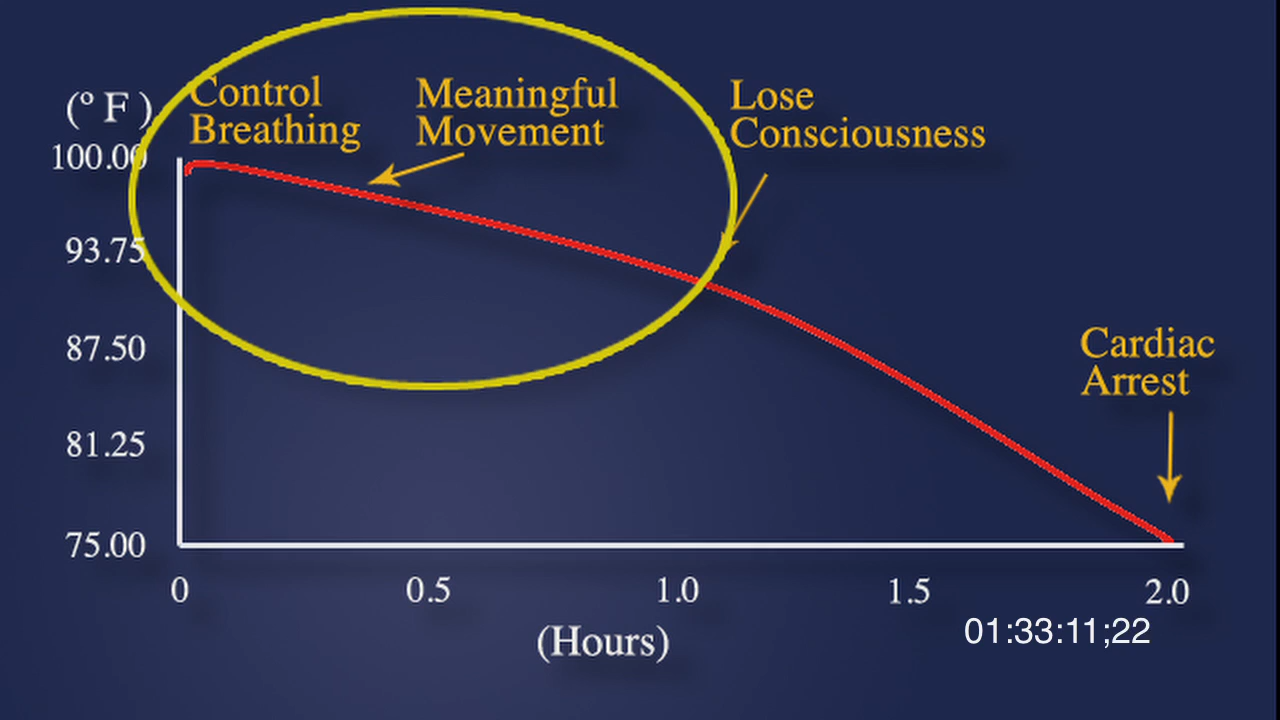 (º F )
Control
Breathing
Meaningful
Movement
Lose
Consciousness
100.00
93.75
87.50
81.25
75.00
Cardiac
Arrest
0
0.5
1.0
1.5
2.0
(Hours)
01:33:11;22